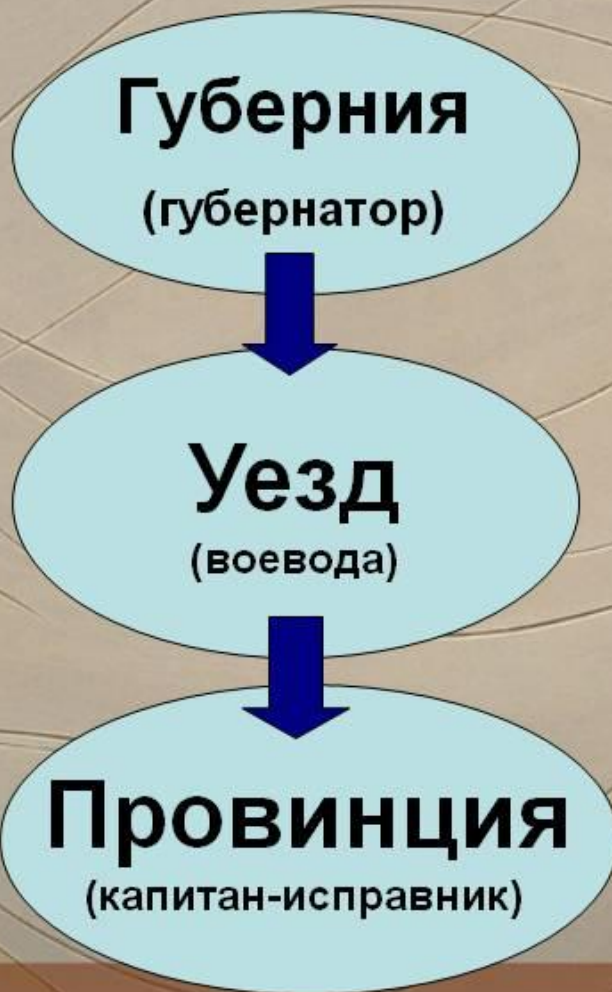 Губерния
(губернатор)
Уезд
(воевода)
Провинция
(капитан-исправник)